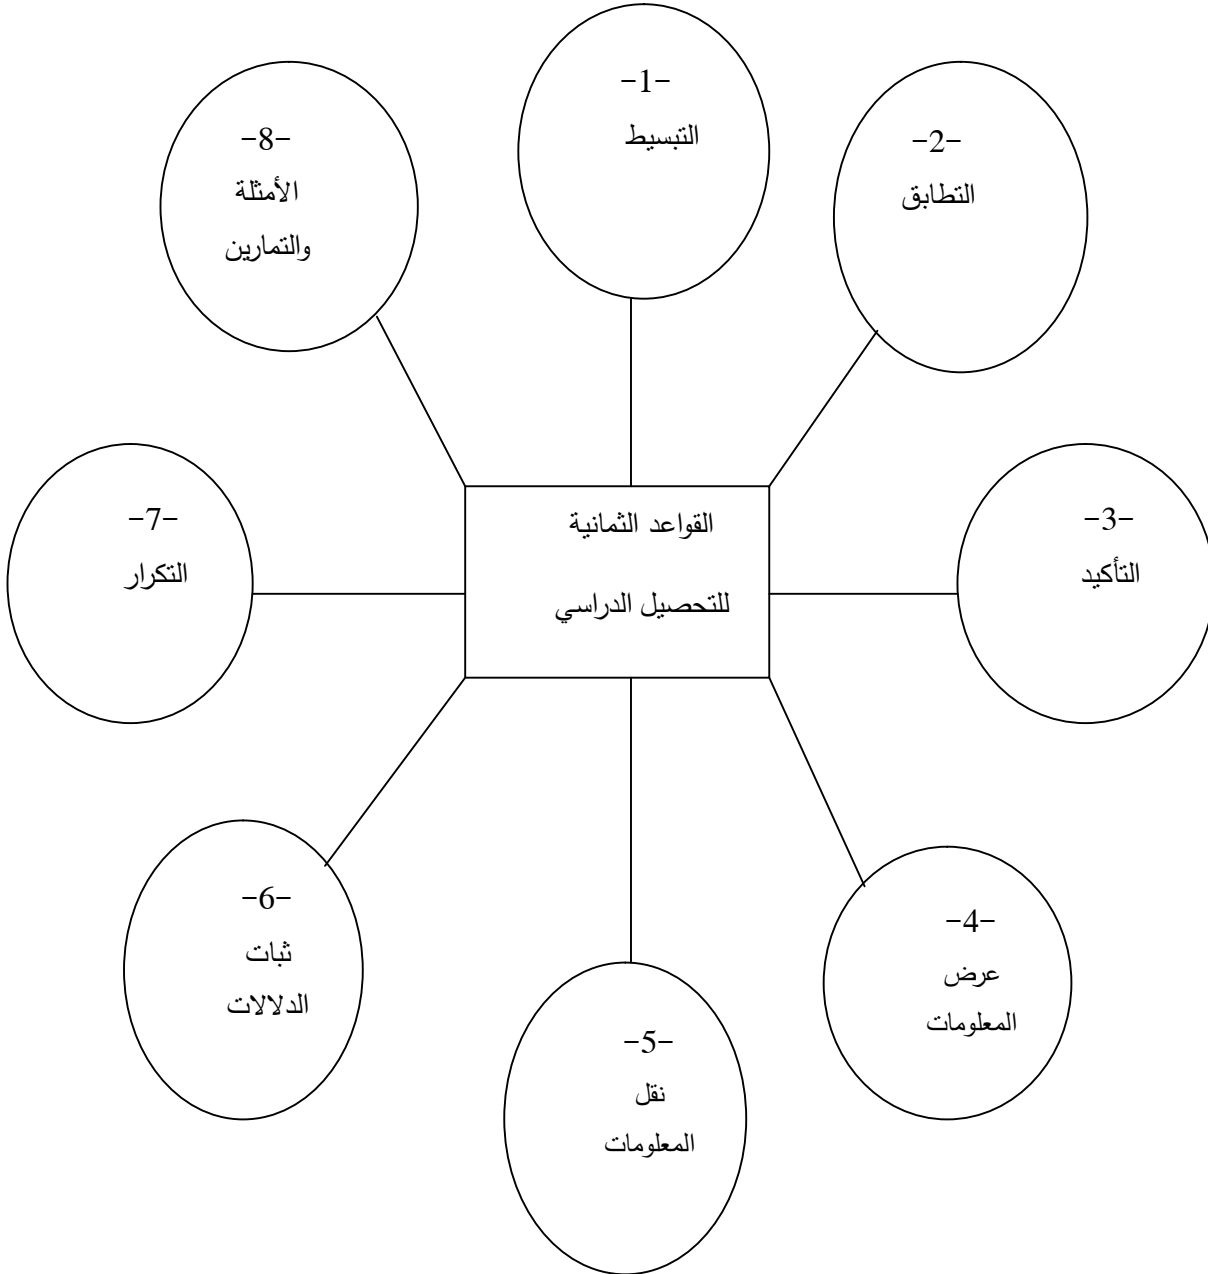 -1-
التبسيط
-2-
التطابق
-3-
التأكيد
-4-
عرض
المعلومات
-5-
نقل
المعلومات
-6-
ثبات
الدلالات
-7-
التكرار
-8-
الأمثلة
والتمارين
القواعد الثمانية
للتحصيل الدراسي